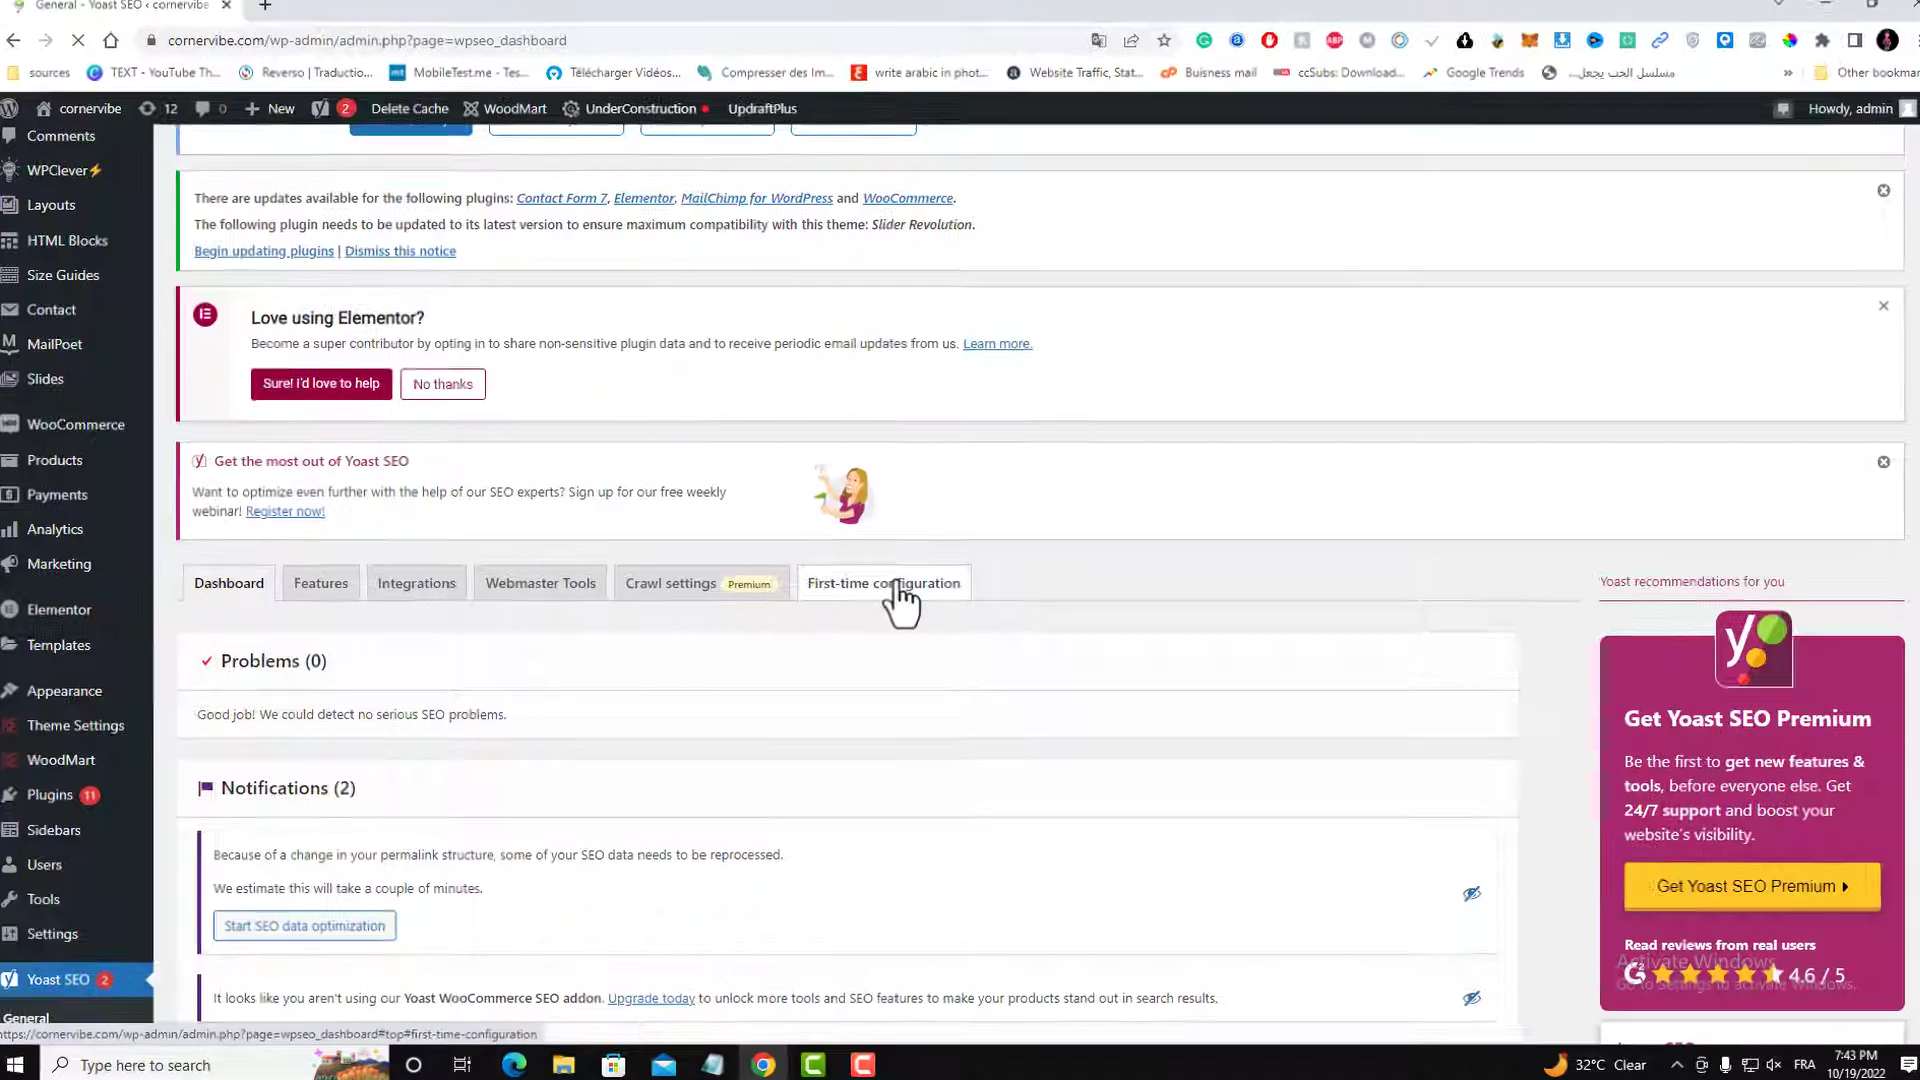 General - Yoast SEO ‹ cornervibe
cornervibe.com/wp-admin/admin.php?page=wpseo_dashboard
sources
TEXT - YouTube Th...
Reverso | Traductio...
MobileTest.me - Tes...
Télécharger Vidéos...
Compresser des Im...
write arabic in phot...
Website Traffic, Stat...
Buisness mail
ccSubs: Download...
Google Trends
مسلسل الحب يجعل...
»
Other bookmar
cornervibe
12
0
New
2
Delete Cache
WoodMart
UnderConstruction
UpdraftPlus
Howdy, admin
Comments
WPClever⚡
Layouts
HTML Blocks
Size Guides
Contact
MailPoet
Slides
WooCommerce
Products
Payments
Analytics
Marketing
Elementor
Templates
Appearance
Theme Settings
WoodMart
Plugins 11
Sidebars
Users
Tools
Settings
Yoast SEO 2
General
There are updates available for the following plugins: Contact Form 7, Elementor, MailChimp for WordPress and WooCommerce.
The following plugin needs to be updated to its latest version to ensure maximum compatibility with this theme: Slider Revolution.
Begin updating plugins | Dismiss this notice
Love using Elementor?
Become a super contributor by opting in to share non-sensitive plugin data and to receive periodic email updates from us. Learn more.
Sure! I'd love to help
No thanks
Get the most out of Yoast SEO
Want to optimize even further with the help of our SEO experts? Sign up for our free weekly
webinar! Register now!
Dashboard
Features
Integrations
Webmaster Tools
Crawl settings Premium
First-time configuration
Problems (0)
Good job! We could detect no serious SEO problems.
Notifications (2)
Because of a change in your permalink structure, some of your SEO data needs to be reprocessed.
We estimate this will take a couple of minutes.
Start SEO data optimization
It looks like you aren't using our Yoast WooCommerce SEO addon. Upgrade today to unlock more tools and SEO features to make your products stand out in search results.
Yoast recommendations for you
Get Yoast SEO Premium
Be the first to get new features &
tools, before everyone else. Get
24/7 support and boost your
website's visibility.
Get Yoast SEO Premium
Read reviews from real users
4.6 / 5
Activate Windows
Go to Settings to activate Windows.
https://cornervibe.com/wp-admin/admin.php?page=wpseo_dashboard#top#first-time-configuration
Type here to search
32°C Clear
FRA
7:43 PM
10/19/2022